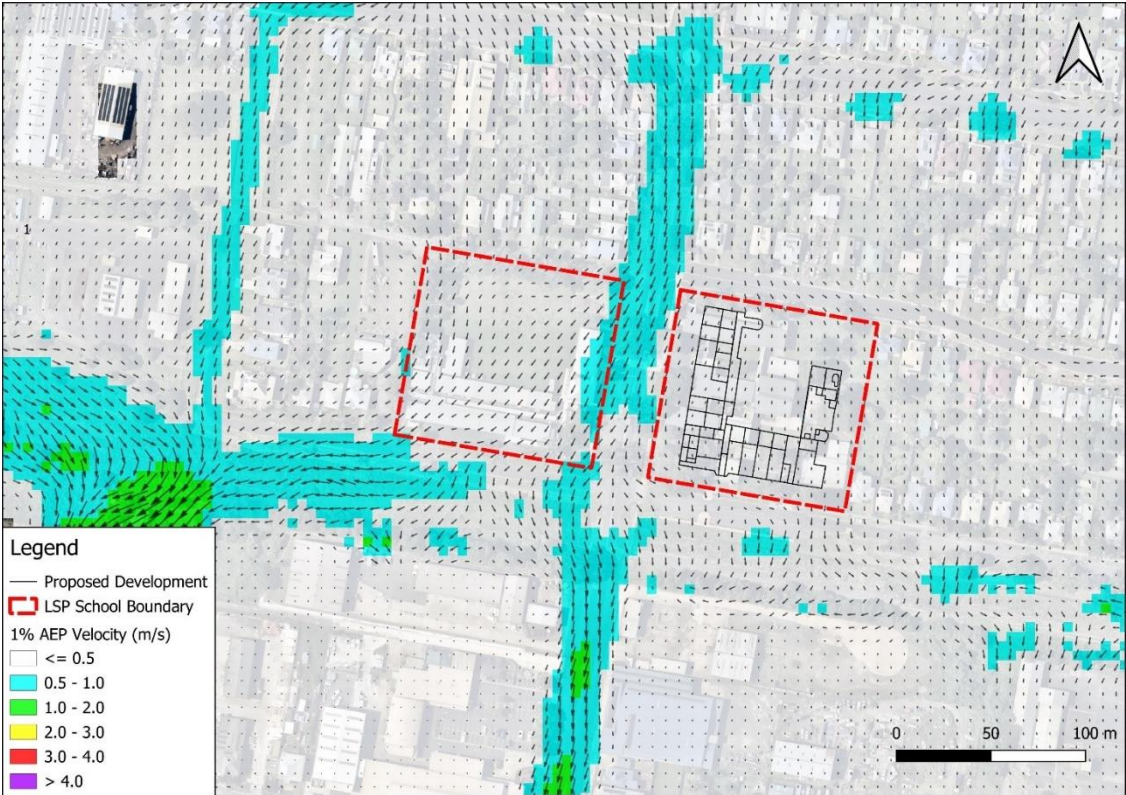 1
Legend
Proposed Development
LSP School Boundary
1% AEP Velocity (m/s)
<= 0.5
0.5 - 1.0
1.0 - 2.0
2.0 - 3.0
3.0 - 4.0
> 4.0
0 50 100 m